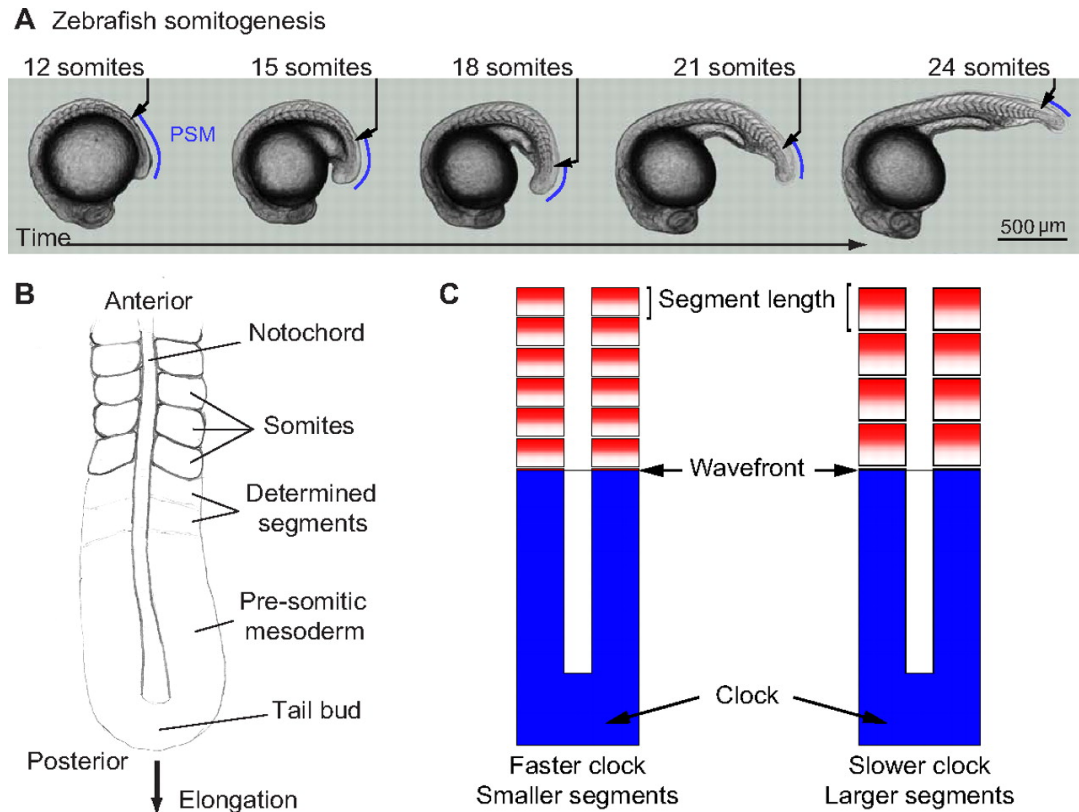 A Zebrafish somitogenesis
12 somites
15 somites
18 somites
21 somites
24 somites
PSM
Time
500 µm
B
Anterior
Notochord
Somites
Determined
segments
Pre-somitic
mesoderm
Tail bud
Posterior
Elongation
C
Segment length
Wavefront
Clock
Faster clock
Smaller segments
Slower clock
Larger segments